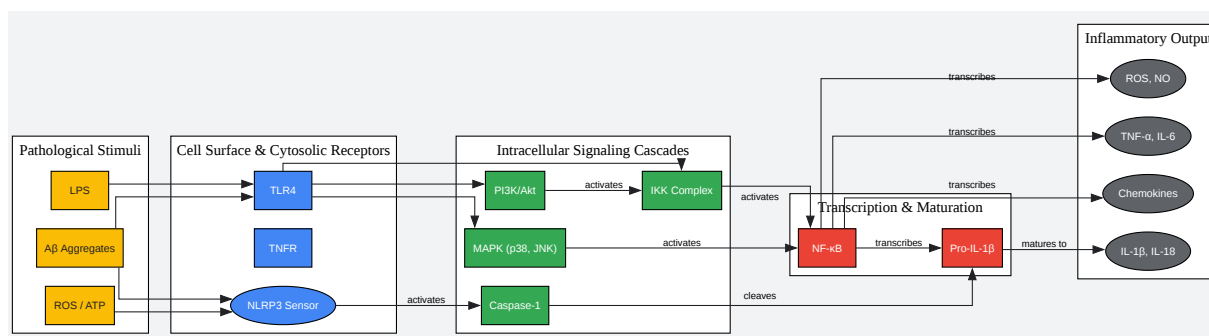 Pathological Stimuli
LPS
Aβ Aggregates
ROS / ATP
Cell Surface & Cytosolic Receptors
TLR4
TNFR
NLRP3 Sensor
activates
Intracellular Signaling Cascades
PI3K/Akt
activates
IKK Complex
MAPK (p38, JNK)
Caspase-1
activates
activates
cleaves
Transcription & Maturation
NF-κB
transcribes
Pro-IL-1β
matures to
transcribes
transcribes
transcribes
Inflammatory Output
ROS, NO
TNF-α, IL-6
Chemokines
IL-1β, IL-18